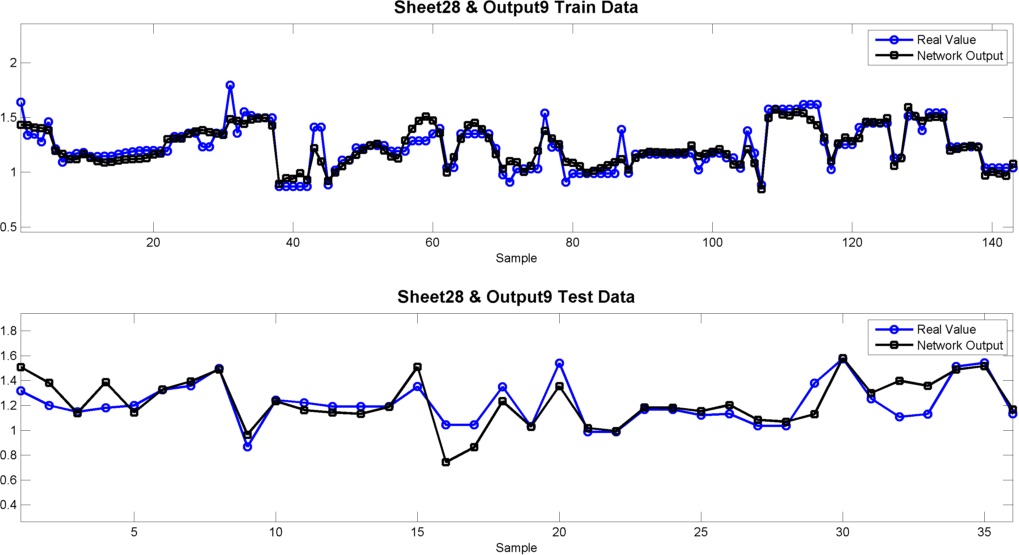 Sheet28 & Output9 Train Data
Real Value
Network Output
2
1.5
1
0.5
20 40 60 80 100 120 140
Sample
Sheet28 & Output9 Test Data
Real Value
Network Output
1.8
1.6
1.4
1.2
1
0.8
0.6
0.4
5 10 15 20 25 30 35
Sample